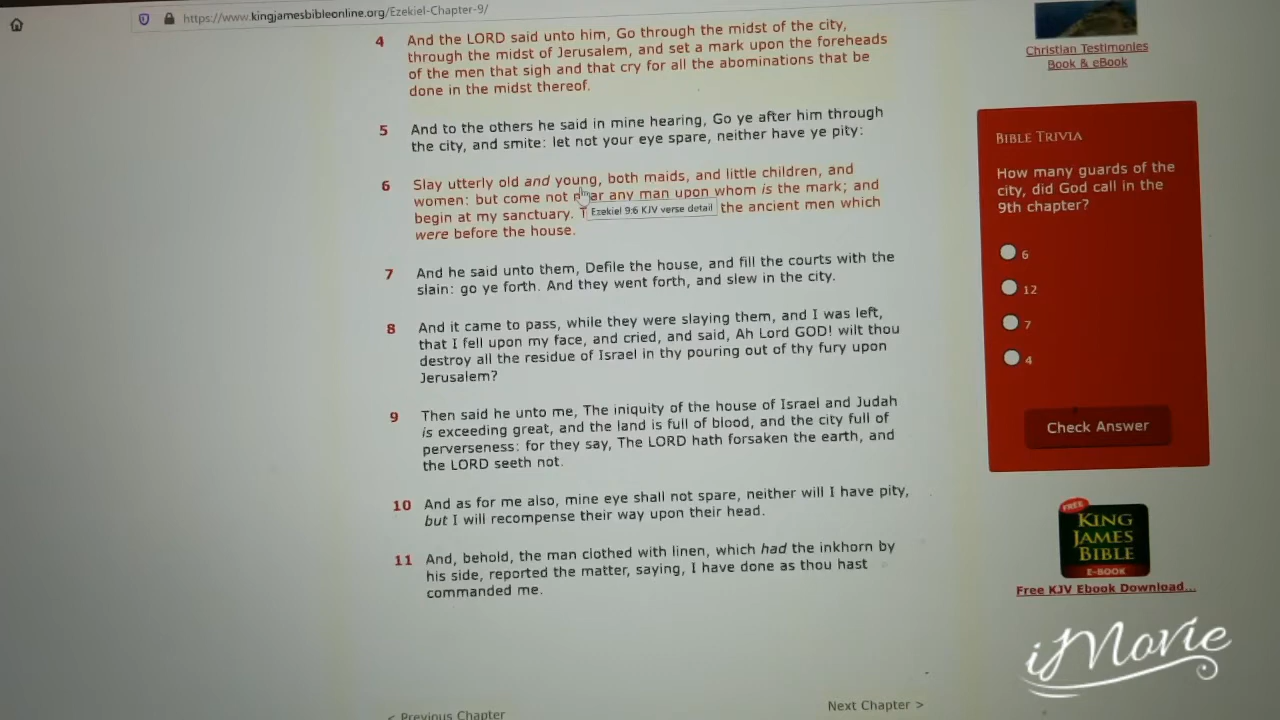 https://www.kingjamesbibleonline.org/Ezekiel-Chapter-9/
4 And the LORD said unto him, Go through the midst of the city,
through the midst of Jerusalem, and set a mark upon the foreheads
of the men that sigh and that cry for all the abominations that be
done in the midst thereof.
5 And to the others he said in mine hearing, Go ye after him through
the city, and smite: let not your eye spare, neither have ye pity:
6 Slay utterly old and young, both maids, and little children, and
women: but come not near any man upon whom is the mark; and
begin at my sanctuary. the ancient men which
Ezekiel 9:6 KJV verse detail
were before the house.
7 And he said unto them, Defile the house, and fill the courts with the
slain: go ye forth. And they went forth, and slew in the city.
8 And it came to pass, while they were slaying them, and I was left,
that I fell upon my face, and cried, and said, Ah Lord GOD! wilt thou
destroy all the residue of Israel in thy pouring out of thy fury upon
Jerusalem?
9 Then said he unto me, The iniquity of the house of Israel and Judah
is exceeding great, and the land is full of blood, and the city full of
perverseness: for they say, The LORD hath forsaken the earth, and
the LORD seeth not.
10 And as for me also, mine eye shall not spare, neither will I have pity,
but I will recompense their way upon their head.
11 And, behold, the man clothed with linen, which had the inkhorn by
his side, reported the matter, saying, I have done as thou hast
commanded me.
< Previous Chapter
Next Chapter >
Christian Testimonies
Book & eBook
BIBLE TRIVIA
How many guards of the
city, did God call in the
9th chapter?
6
12
7
4
Check Answer
FREE
KING
JAMES
BIBLE
E-BOOK
Free KJV Ebook Download...
iMovie